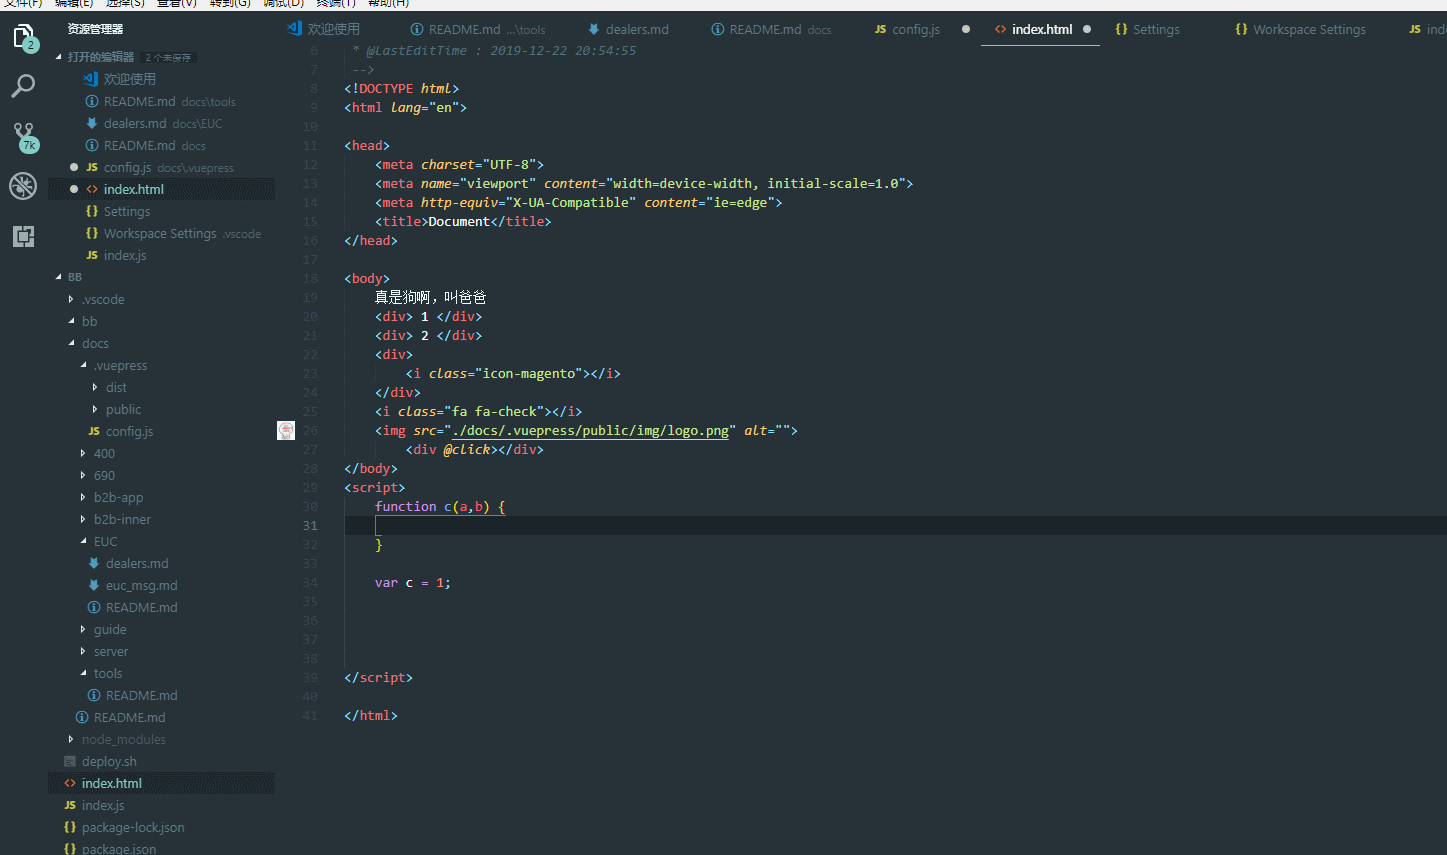 文件(F) 编辑(E) 选择(S) 查看(V) 转到(G) 调试(D) 终端(T) 帮助(H)
资源管理器
2
打开的编辑器 2 个未保存
欢迎使用
README.md docs\tools
dealers.md docs\EUC
README.md docs
7k
JS config.js docs\.vuepress
<> index.html
{} Settings
{} Workspace Settings .vscode
JS index.js
BB
.vscode
bb
docs
.vuepress
dist
public
JS config.js
400
690
b2b-app
b2b-inner
EUC
dealers.md
euc_msg.md
README.md
guide
server
tools
README.md
README.md
node_modules
deploy.sh
<> index.html
JS index.js
{} package-lock.json
{} package.json
欢迎使用 README.md ...\tools dealers.md README.md docs JS config.js <> index.html {} Settings {} Workspace Settings JS ind
6 * @LastEditTime : 2019-12-22 20:54:55
7 -->
8 <!DOCTYPE html>
9 <html lang="en">
10
11 <head>
12 <meta charset="UTF-8">
13 <meta name="viewport" content="width=device-width, initial-scale=1.0">
14 <meta http-equiv="X-UA-Compatible" content="ie=edge">
15 <title>Document</title>
16 </head>
17
18 <body>
19 真是狗啊，叫爸爸
20 <div> 1 </div>
21 <div> 2 </div>
22 <div>
23 <i class="icon-magento"></i>
24 </div>
25 <i class="fa fa-check"></i>
26 <img src="./docs/.vuepress/public/img/logo.png" alt="">
27 <div @click></div>
28 </body>
29 <script>
30 function c(a,b) {
31
32 }
33
34 var c = 1;
35
36
37
38
39 </script>
40
41 </html>